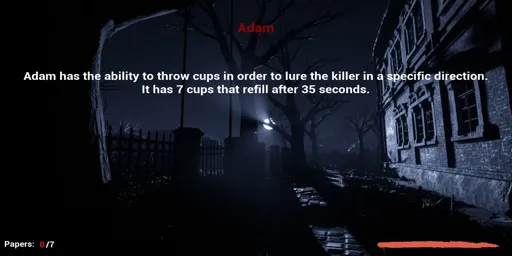 Adam
Adam has the ability to throw cups in order to lure the killer in a specific direction.
It has 7 cups that refill after 35 seconds.
Papers: 0/7